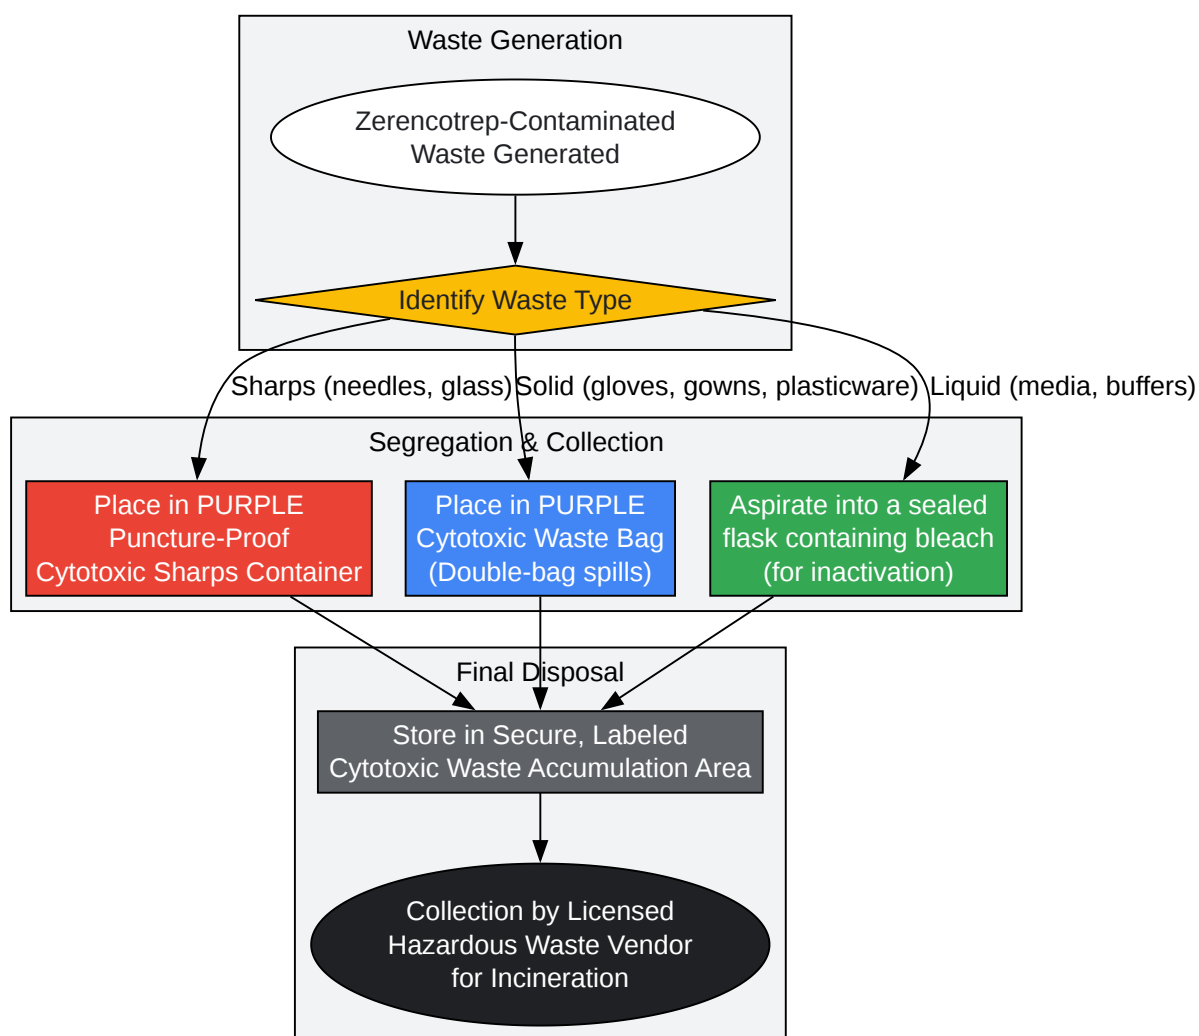 Waste Generation
Zerencotrep-Contaminated
Waste Generated
Identify Waste Type
Sharps (needles, glass)
Solid (gloves, gowns, plasticware)
Liquid (media, buffers)
Segregation & Collection
Place in PURPLE
Puncture-Proof
Cytotoxic Sharps Container
Place in PURPLE
Cytotoxic Waste Bag
(Double-bag spills)
Aspirate into a sealed
flask containing bleach
(for inactivation)
Final Disposal
Store in Secure, Labeled
Cytotoxic Waste Accumulation Area
Collection by Licensed
Hazardous Waste Vendor
for Incineration